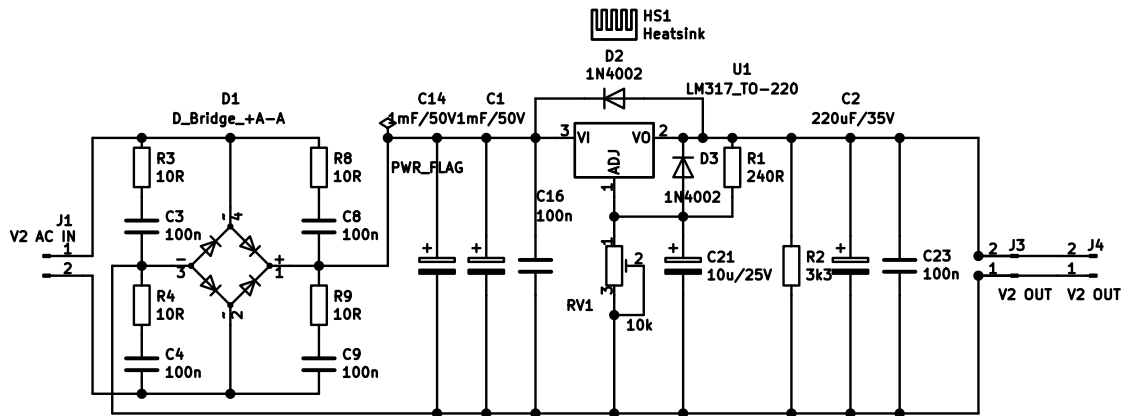 HS1
Heatsink
D2
1N4002
U1
LM317_TO-220
D1
D_Bridge_+A-A
C14
1mF/50V
C1
1mF/50V
C2
220uF/35V
3
VI
VO
2
ADJ
1
R3
10R
R8
10R
PWR_FLAG
D3
1N4002
R1
240R
C16
100n
J1
V2 AC IN
1
2
C3
100n
C8
100n
~
4
-
3
+
1
~
2
R4
10R
R9
10R
C4
100n
C9
100n
+
+
1
2
3
RV1
10k
+
C21
10u/25V
R2
3k3
+
C23
100n
2
J3
2
J4
1
1
V2 OUT
V2 OUT